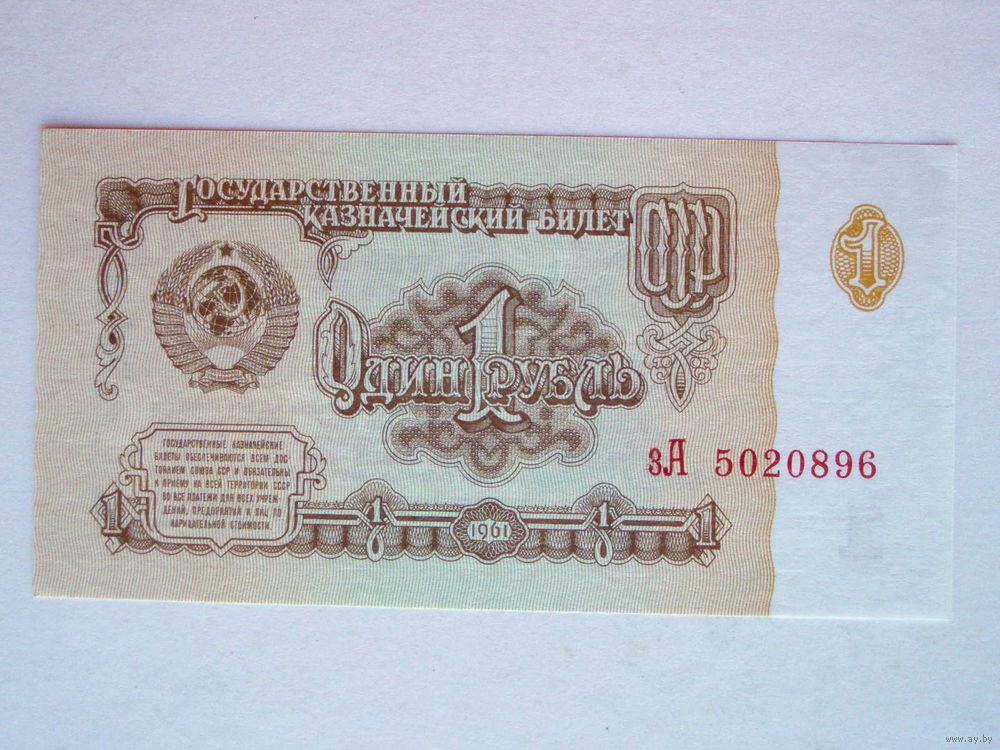 ГОСУДАРСТВЕННЫЙ
КАЗНАЧЕЙСКИЙ БИЛЕТ
1
1
ОДИН РУБЛЬ
ГОСУДАРСТВЕННЫЕ КАЗНАЧЕЙСКИЕ
БИЛЕТЫ ОБЕСПЕЧИВАЮТСЯ ВСЕМ ДОС-
ТОЯНИЕМ СОЮЗА ССР И ОБЯЗАТЕЛЬНЫ
К ПРИЕМУ НА ВСЕЙ ТЕРРИТОРИИ СССР
ВО ВСЕ ПЛАТЕЖИ ДЛЯ ВСЕХ УЧРЕЖ-
ДЕНИЙ, ПРЕДПРИЯТИЙ И ЛИЦ ПО
НАРИЦАТЕЛЬНОЙ СТОИМОСТИ.
зА 5020896
1 1 1961 1 1
1
www.ay.by